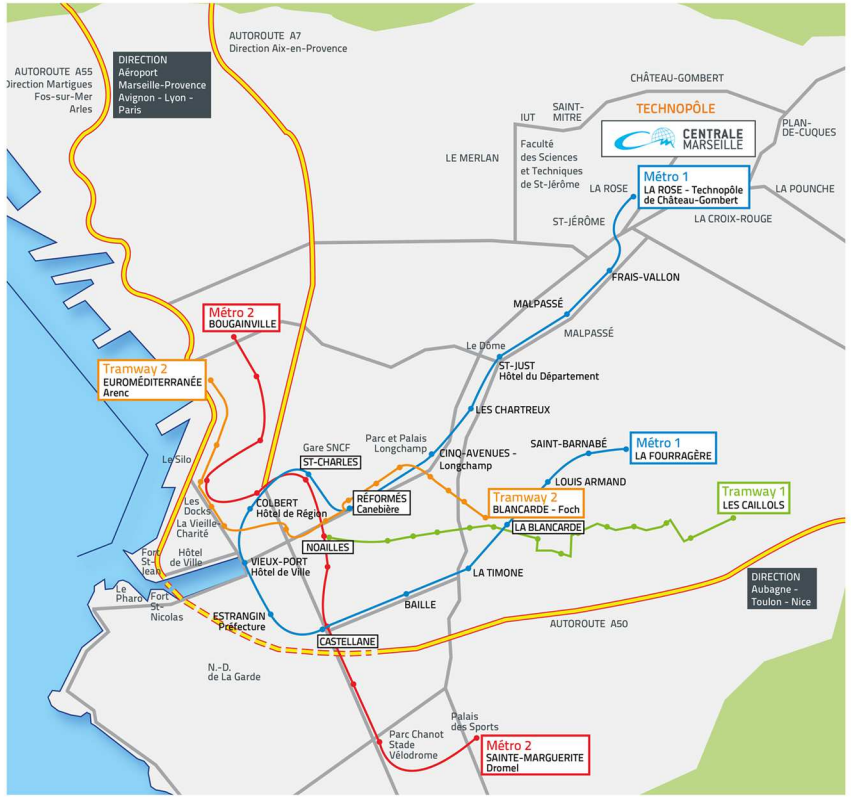 AUTOROUTE A7
Direction Aix-en-Provence
AUTOROUTE A55
Direction Martigues
Fos-sur-Mer
Arles
DIRECTION
Aéroport
Marseille-Provence
Avignon - Lyon -
Paris
CHÂTEAU-GOMBERT
TECHNOPÔLE
SAINT-
MITRE
IUT
CENTRALE
MARSEILLE
PLAN-
DE-CUQUES
Faculté
des Sciences
et Techniques
de St-Jérôme
LE MERLAN
Métro 1
LA ROSE - Technopôle
de Château-Gombert
LA ROSE
LA POUNCHE
ST-JÉRÔME
LA CROIX-ROUGE
FRAIS-VALLON
MALPASSÉ
MALPASSÉ
Métro 2
BOUGAINVILLE
Le Dôme
ST-JUST
Hôtel du Département
Tramway 2
EUROMÉDITERRANÉE
Arenc
LES CHARTREUX
Parc et Palais
Longchamp
SAINT-BARNABÉ
Métro 1
LA FOURRAGÈRE
Gare SNCF
ST-CHARLES
CINQ-AVENUES -
Longchamp
Le Silo
LOUIS ARMAND
Tramway 1
LES CAILLOLS
RÉFORMÉS
Canebière
Tramway 2
BLANCARDE - Foch
COLBERT
Hôtel de Région
Les
Docks
La Vieille-
Charité
LA BLANCARDE
NOAILLES
Fort
St-
Jean
Hôtel
de Ville
VIEUX-PORT
Hôtel de Ville
LA TIMONE
DIRECTION
Aubagne -
Toulon - Nice
Le
Pharo
Fort
St-
Nicolas
BAILLE
ESTRANGIN
Préfecture
AUTOROUTE A50
CASTELLANE
N.-D.
de La Garde
Palais
des Sports
Parc Chanot
Stade
Vélodrome
Métro 2
SAINTE-MARGUERITE
Dromel